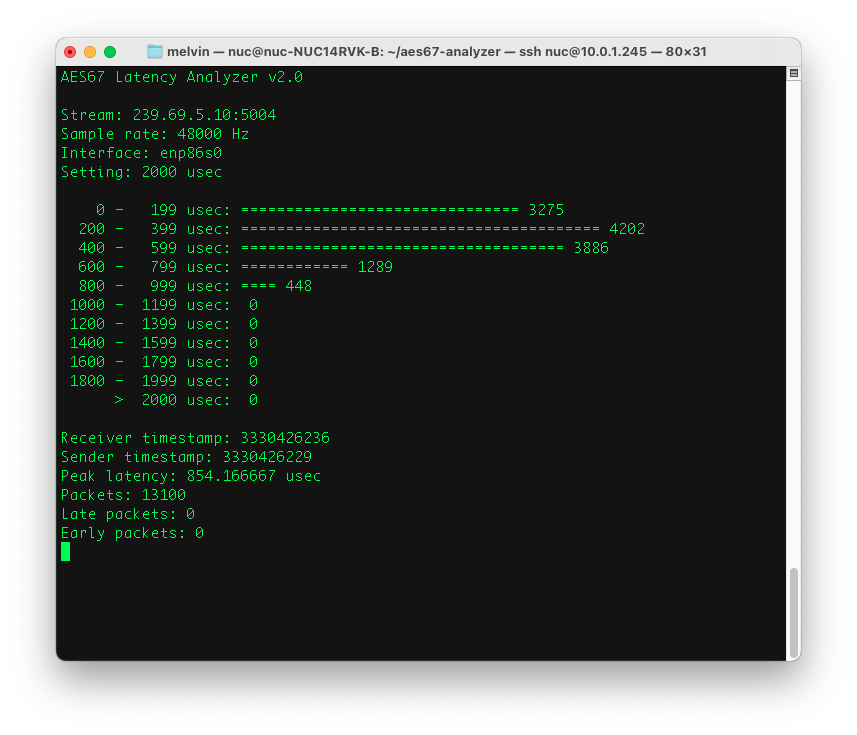 melvin — nuc@nuc-NUC14RVK-B: ~/aes67-analyzer — ssh nuc@10.0.1.245 — 80×31
AES67 Latency Analyzer v2.0
Stream: 239.69.5.10:5004
Sample rate: 48000 Hz
Interface: enp86s0
Setting: 2000 usec
0 - 199 usec: =============================== 3275
200 - 399 usec: ======================================== 4202
400 - 599 usec: ==================================== 3886
600 - 799 usec: ============ 1289
800 - 999 usec: ==== 448
1000 - 1199 usec: 0
1200 - 1399 usec: 0
1400 - 1599 usec: 0
1600 - 1799 usec: 0
1800 - 1999 usec: 0
> 2000 usec: 0
Receiver timestamp: 3330426236
Sender timestamp: 3330426229
Peak latency: 854.166667 usec
Packets: 13100
Late packets: 0
Early packets: 0